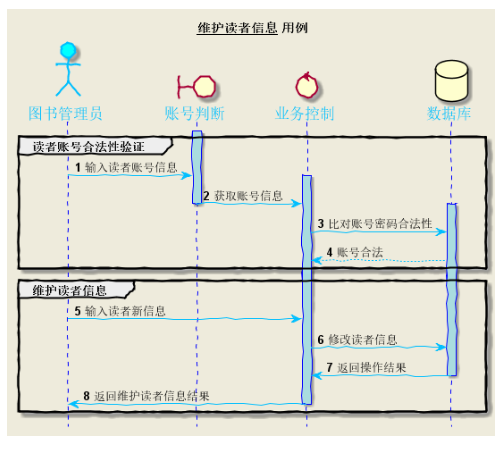 维护读者信息 用例
图书管理员 账号判断 业务控制 数据库
读者账号合法性验证
1 输入读者账号信息
2 获取账号信息
3 比对账号密码合法性
4 账号合法
维护读者信息
5 输入读者新信息
6 修改读者信息
7 返回操作结果
8 返回维护读者信息结果